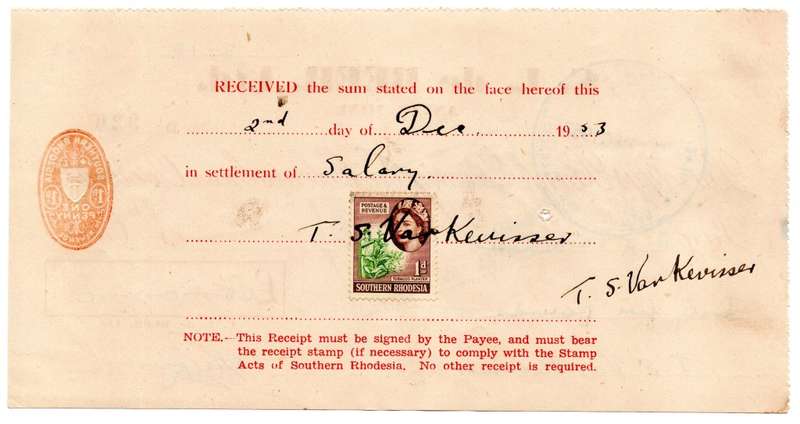 RECEIVED the sum stated on the face hereof this
2nd day of Dec 1953
in settlement of Salary
POSTAGE & REVENUE
T. S. Van Kevisser
1d
TOBACCO PLANTER
SOUTHERN RHODESIA
T. S. Van Kevisser
NOTE.—This Receipt must be signed by the Payee, and must bear
the receipt stamp (if necessary) to comply with the Stamp
Acts of Southern Rhodesia. No other receipt is required.